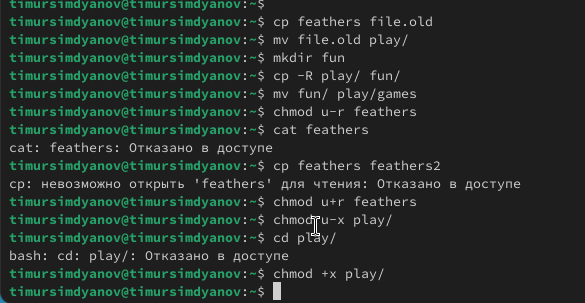 timursimdyanov@timursimdyanov:~$
timursimdyanov@timursimdyanov:~$ cp feathers file.old
timursimdyanov@timursimdyanov:~$ mv file.old play/
timursimdyanov@timursimdyanov:~$ mkdir fun
timursimdyanov@timursimdyanov:~$ cp -R play/ fun/
timursimdyanov@timursimdyanov:~$ mv fun/ play/games
timursimdyanov@timursimdyanov:~$ chmod u-r feathers
timursimdyanov@timursimdyanov:~$ cat feathers
cat: feathers: Отказано в доступе
timursimdyanov@timursimdyanov:~$ cp feathers feathers2
cp: невозможно открыть 'feathers' для чтения: Отказано в доступе
timursimdyanov@timursimdyanov:~$ chmod u+r feathers
timursimdyanov@timursimdyanov:~$ chmod u-x play/
timursimdyanov@timursimdyanov:~$ cd play/
bash: cd: play/: Отказано в доступе
timursimdyanov@timursimdyanov:~$ chmod +x play/
timursimdyanov@timursimdyanov:~$